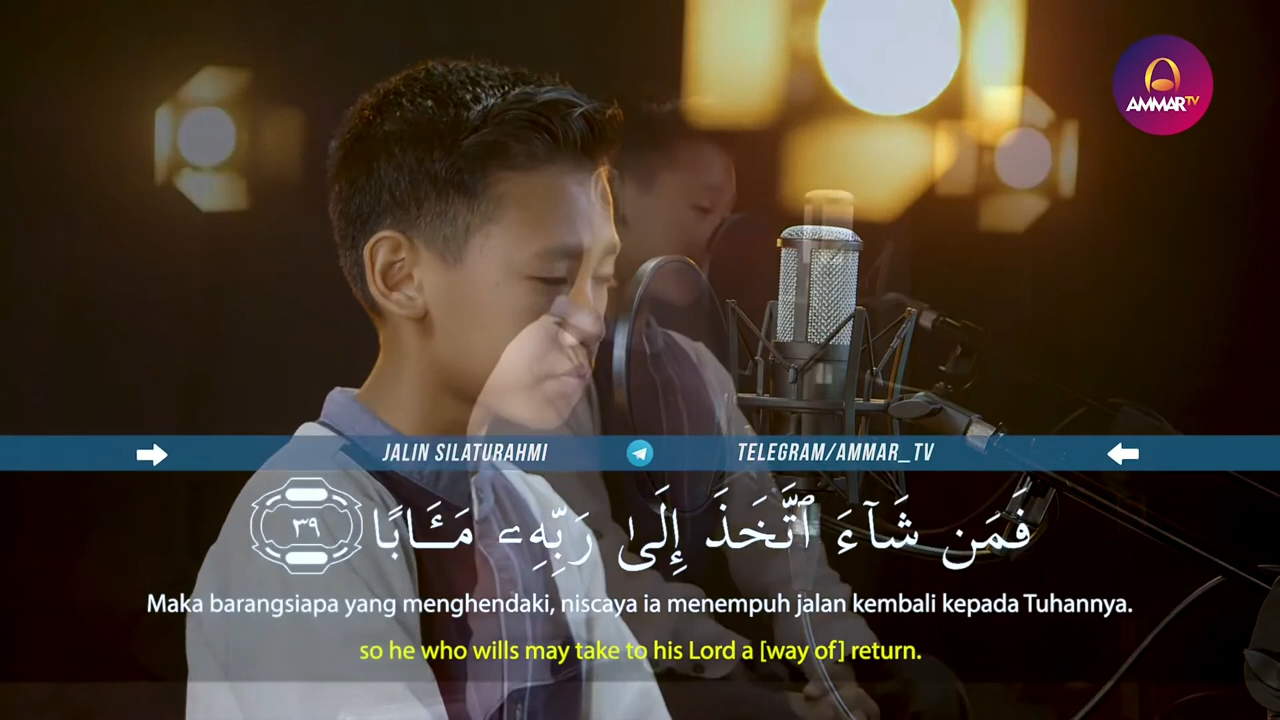 AMMAR TV
JALIN SILATURAHMI TELEGRAM/AMMAR_TV
فَمَن شَآءَ ٱتَّخَذَ إِلَىٰ رَبِّهِۦ مَـَٔابًا ٣٩
Maka barangsiapa yang menghendaki, niscaya ia menempuh jalan kembali kepada Tuhannya.
so he who wills may take to his Lord a [way of] return.